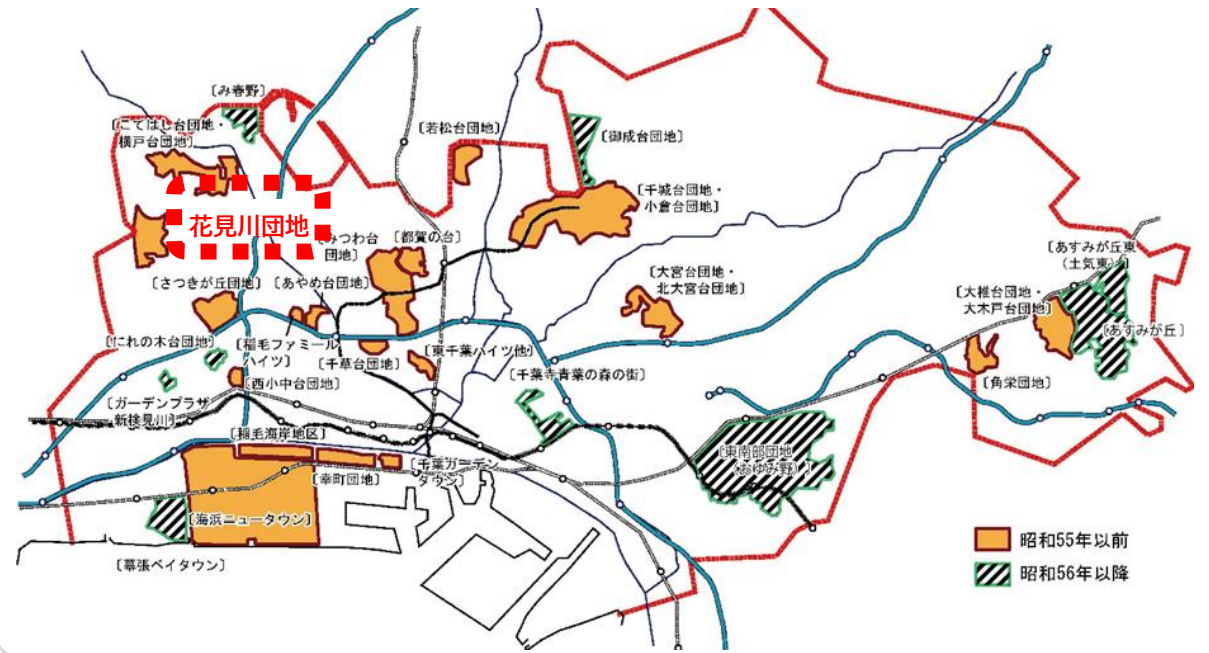 〔み春野〕
〔こてはし台団地・
横戸台団地〕
〔若松台団地〕
〔御成台団地〕
〔千城台団地・
小倉台団地〕
花見川団地
〔みつわ台
団地〕
〔都賀の台〕
〔あすみが丘東
（土気東）〕
〔さつきが丘団地〕
〔あやめ台団地〕
〔大宮台団地・
北大宮台団地〕
〔大椎台団地・
大木戸台団地〕
〔あすみが丘〕
〔にれの木台団地〕
〔稲毛ファミール
ハイツ〕
〔千草台団地〕
〔東千葉ハイツ他〕
〔千葉寺青葉の森の街〕
〔西小中台団地〕
〔角栄団地〕
〔ガーデンプラザ
新検見川〕
〔稲毛海岸地区〕
〔幸町団地〕
〔千葉ガーデン
タウン〕
〔東南部団地
（おゆみ野）〕
〔海浜ニュータウン〕
〔幕張ベイタウン〕
昭和55年以前
昭和56年以降